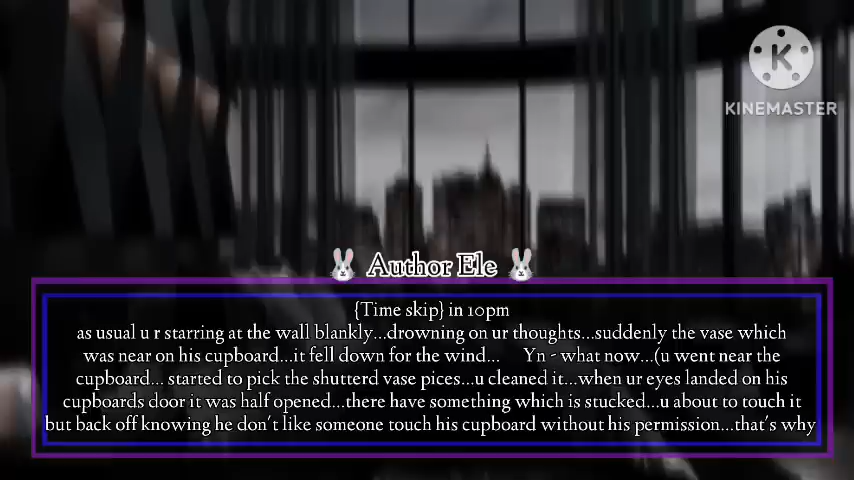 KINEMASTER
🐰 Author Ele 🐰
{Time skip} in 10pm
as usual u r starring at the wall blankly...drowning on ur thoughts...suddenly the vase which
was near on his cupboard...it fell down for the wind... Yn - what now...(u went near the
cupboard... started to pick the shutterd vase pices...u cleaned it...when ur eyes landed on his
cupboards door it was half opened...there have something which is stucked...u about to touch it
but back off knowing he don't like someone touch his cupboard without his permission...that's why